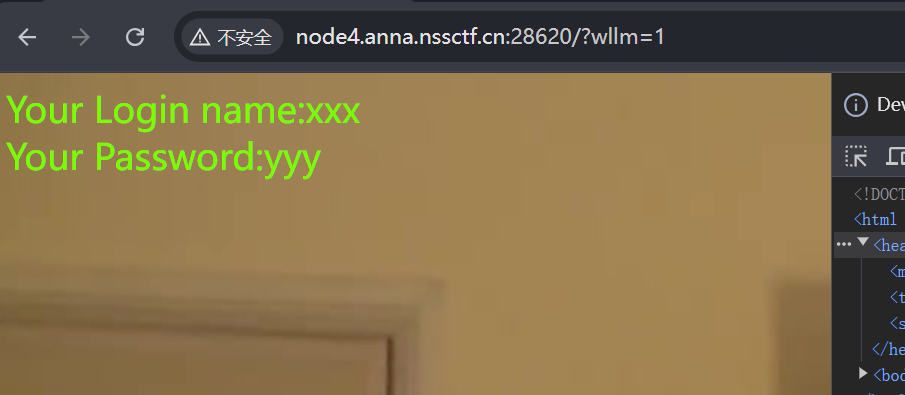 不安全 node4.anna.nssctf.cn:28620/?wllm=1
Your Login name:xxx
Your Password:yyy
Dev
<!DOCT
<html
<hea
<m
<t
<s
</he
<bod